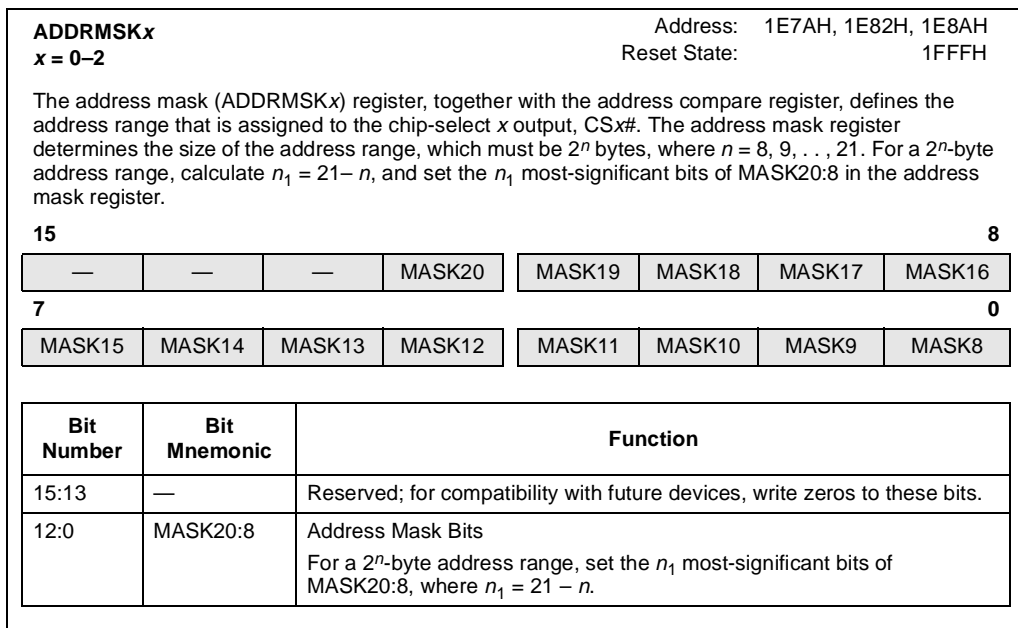 ADDRMSKx
x = 0–2
Address: 1E7AH, 1E82H, 1E8AH
Reset State: 1FFFH
The address mask (ADDRMSKx) register, together with the address compare register, defines the
address range that is assigned to the chip-select x output, CSx#. The address mask register
determines the size of the address range, which must be 2ⁿ bytes, where n = 8, 9, . . , 21. For a 2ⁿ-byte
address range, calculate n₁ = 21– n, and set the n₁ most-significant bits of MASK20:8 in the address
mask register.
15 8
— — — MASK20 MASK19 MASK18 MASK17 MASK16
7 0
MASK15 MASK14 MASK13 MASK12 MASK11 MASK10 MASK9 MASK8
Bit Number Bit Mnemonic Function
15:13 — Reserved; for compatibility with future devices, write zeros to these bits.
12:0 MASK20:8 Address Mask Bits
For a 2ⁿ-byte address range, set the n₁ most-significant bits of
MASK20:8, where n₁ = 21 – n.